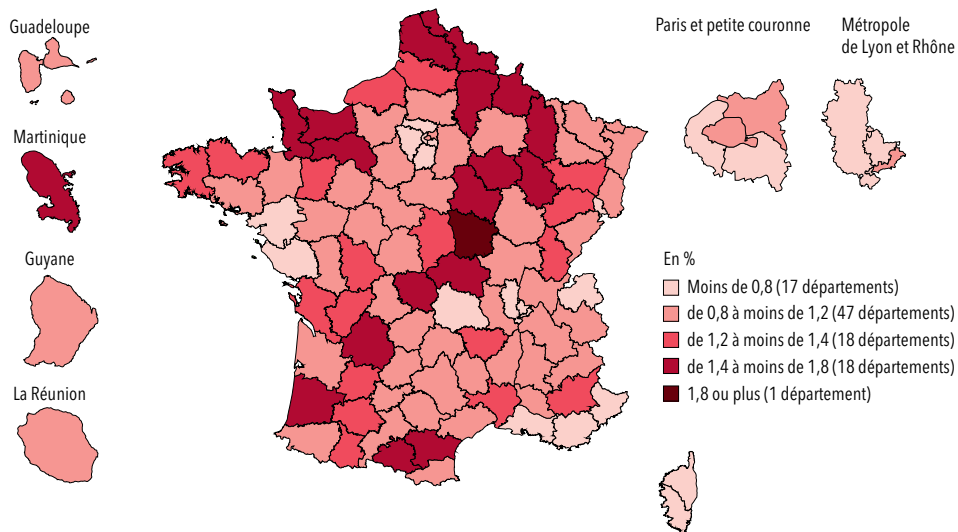 Guadeloupe
Martinique
Guyane
La Réunion
Paris et petite couronne
Métropole
de Lyon et Rhône
En %
Moins de 0,8 (17 départements)
de 0,8 à moins de 1,2 (47 départements)
de 1,2 à moins de 1,4 (18 départements)
de 1,4 à moins de 1,8 (18 départements)
1,8 ou plus (1 département)